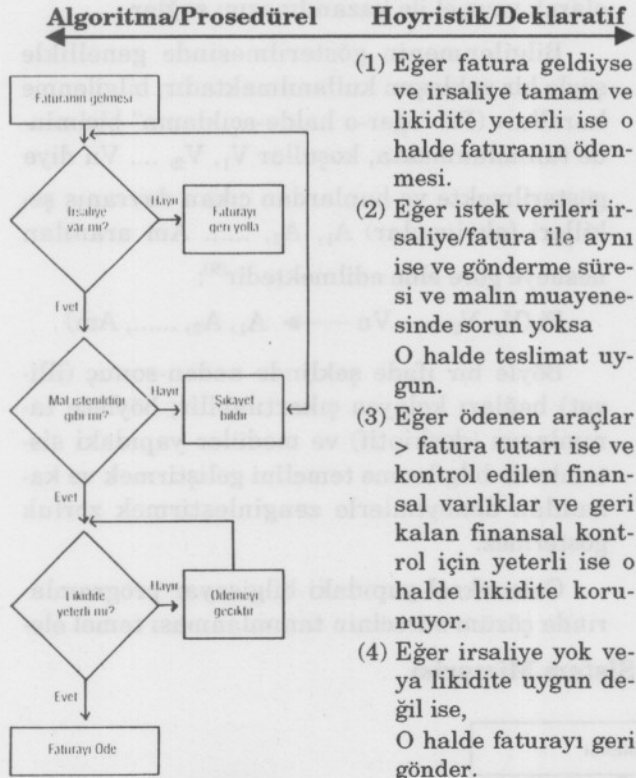 Algoritma/Prosedürel Hoyristik/Deklaratif
Faturanın gelmesi
İrsaliye
var mı?
Hayır
Faturayı
geri yolla
Evet
Mal istenildiği
gibi mi?
Hayır
Şikayet
bildir
Evet
Likidite
yeterli mi?
Hayır
Ödemeyi
geciktir
Evet
Faturayı Öde
(1) Eğer fatura geldiyse
ve irsaliye tamam ve
likidite yeterli ise o
halde faturanın öden-
mesi.
(2) Eğer istek verileri ir-
saliye/fatura ile aynı
ise ve gönderme süre-
si ve malın muayene-
sinde sorun yoksa
O halde teslimat uy-
gun.
(3) Eğer ödenen araçlar
> fatura tutarı ise ve
kontrol edilen finan-
sal varlıklar ve geri
kalan finansal kont-
rol için yeterli ise o
halde likidite koru-
nuyor.
(4) Eğer irsaliye yok ve-
ya likidite uygun de-
ğil ise,
O halde faturayı geri
gönder.